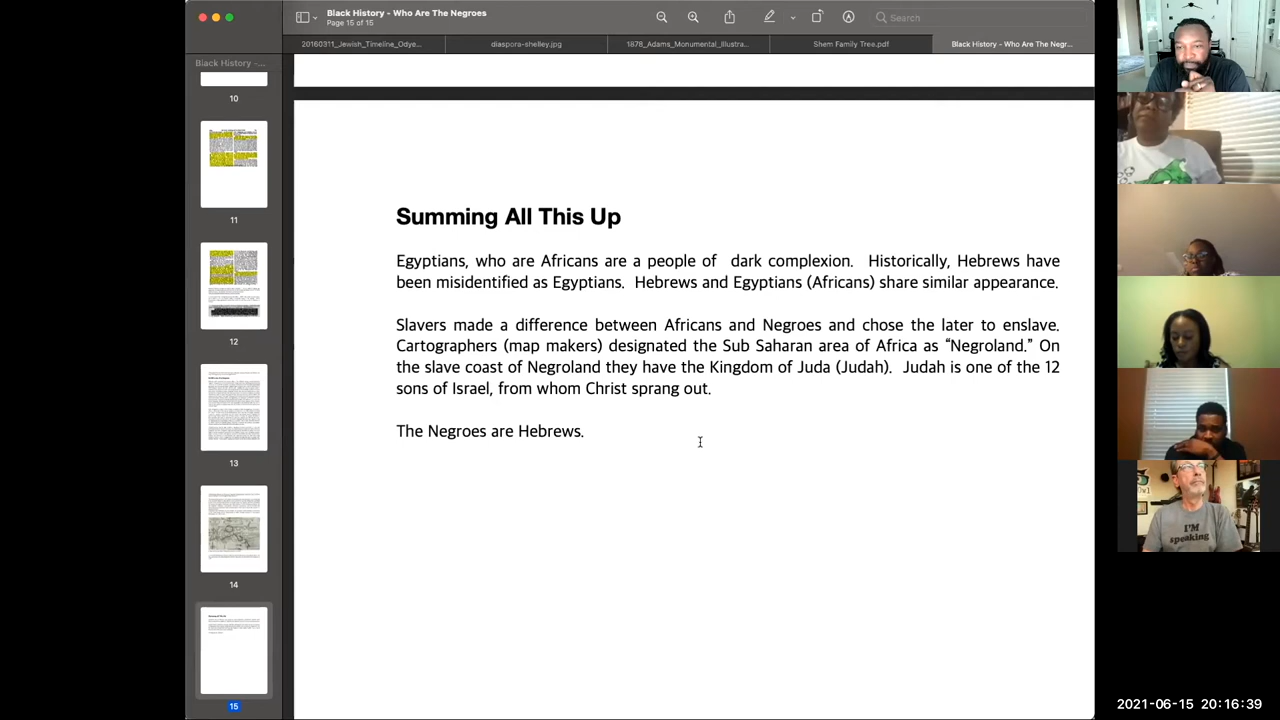 Black History - Who Are The Negroes
Page 15 of 15
Search
20160311_Jewish_Timeline_Odye...
diaspora-shelley.jpg
1878_Adams_Monumental_Illustra...
Shem Family Tree.pdf
Black History - Who Are The Negr...
Black History -...
10
11
12
13
14
15
Summing All This Up
Egyptians, who are Africans are a people of dark complexion. Historically, Hebrews have
been misidentified as Egyptians. Hebrews and Egyptians (Africans) share similar appearance.
Slavers made a difference between Africans and Negroes and chose the later to enslave.
Cartographers (map makers) designated the Sub Saharan area of Africa as “Negroland.” On
the slave coast of Negroland they have the Kingdom of Juda (Judah). Judah is one of the 12
sons of Israel, from whom Christ sprang out.
The Negroes are Hebrews.
I'M
speaking
2021-06-15 20:16:39